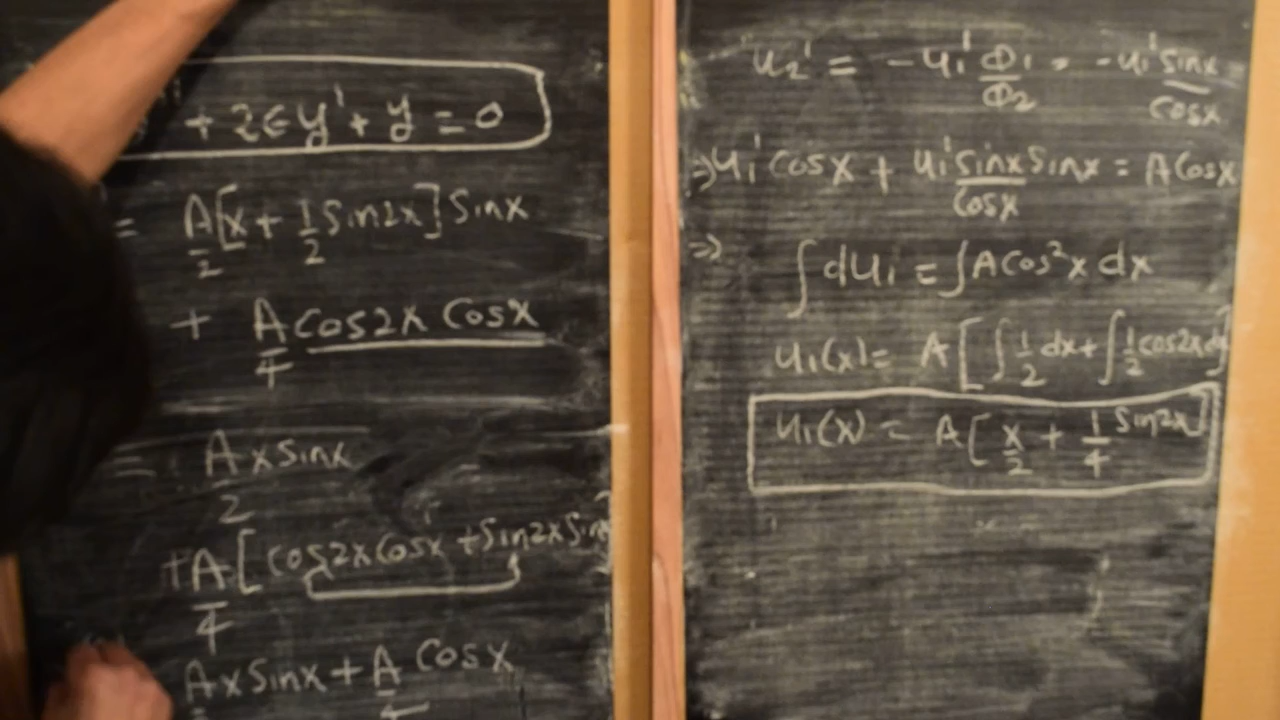 + 2ϵy' + y = 0
= A/2 [x + 1/2 Sin2x] Sinx
+ A/4 Cos2x Cosx
= A/2 x Sinx
+ A/4 [Cos2x Cosx + Sin2x Sinx
A x Sinx + A/4 Cosx
u2' = -u1' Φ1/Φ2 = -u1' Sinx/Cosx
⇒ u1' Cosx + u1' Sinx/Cosx Sinx = A Cosx
⇒ ∫du1 = ∫A Cos²x dx
u1(x) = A [∫1/2 dx + ∫1/2 cos2x dx]
u1(x) = A [x/2 + 1/4 Sin2x]